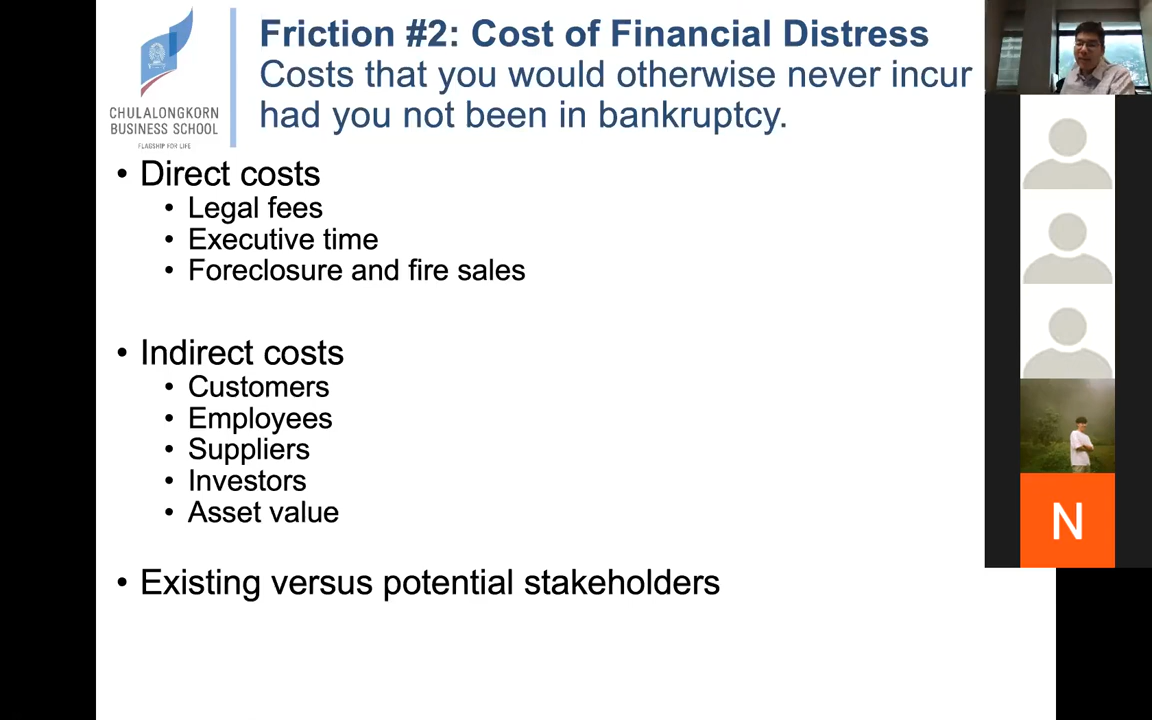 CHULALONGKORN
BUSINESS SCHOOL
FLAGSHIP FOR LIFE
Friction #2: Cost of Financial Distress
Costs that you would otherwise never incur
had you not been in bankruptcy.
• Direct costs
• Legal fees
• Executive time
• Foreclosure and fire sales
• Indirect costs
• Customers
• Employees
• Suppliers
• Investors
• Asset value
• Existing versus potential stakeholders
N